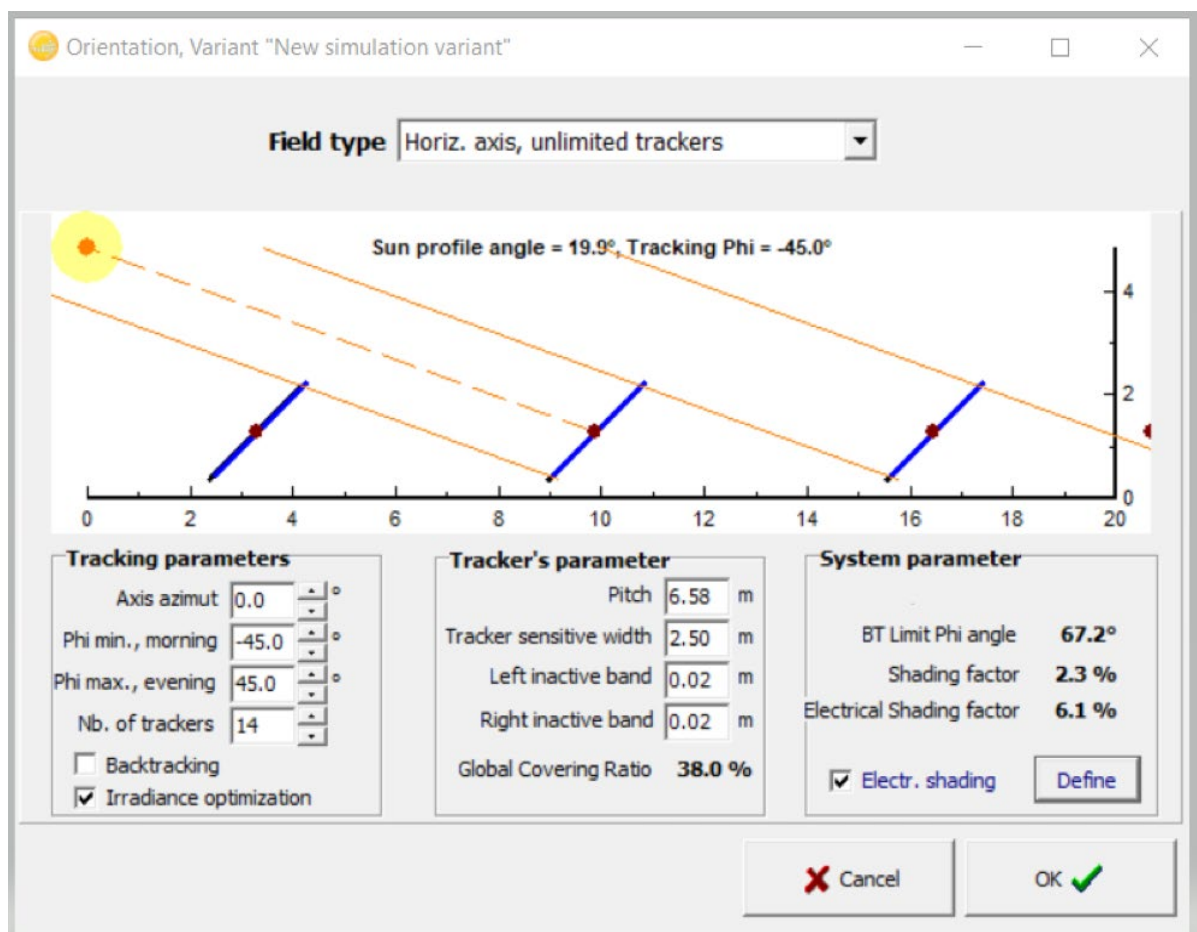 Orientation, Variant "New simulation variant"
Field type Horiz. axis, unlimited trackers
Sun profile angle = 19.9°, Tracking Phi = -45.0°
4
2
0
0 2 4 6 8 10 12 14 16 18 20
Tracking parameters
Axis azimut 0.0 °
Phi min., morning -45.0 °
Phi max., evening 45.0 °
Nb. of trackers 14
Backtracking
Irradiance optimization
Tracker's parameter
Pitch 6.58 m
Tracker sensitive width 2.50 m
Left inactive band 0.02 m
Right inactive band 0.02 m
Global Covering Ratio 38.0 %
System parameter
BT Limit Phi angle 67.2°
Shading factor 2.3 %
Electrical Shading factor 6.1 %
Electr. shading Define
Cancel OK